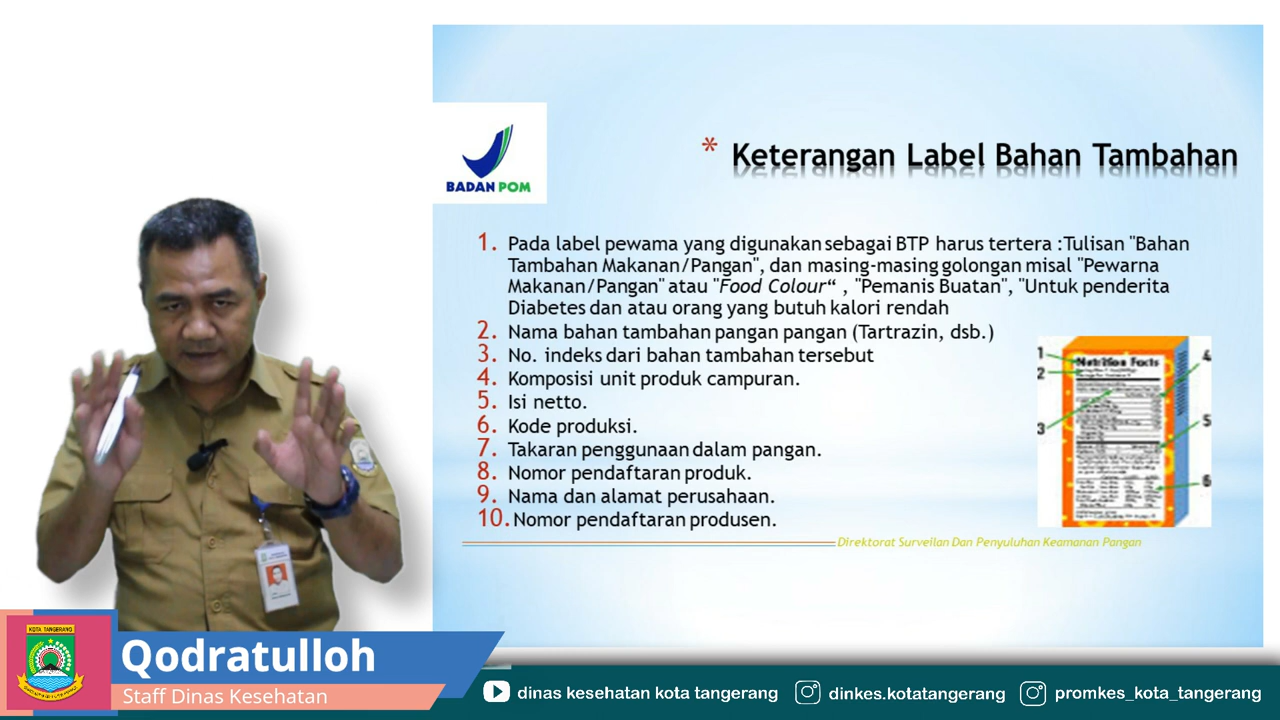 BADAN POM
* Keterangan Label Bahan Tambahan
1. Pada label pewama yang digunakan sebagai BTP harus tertera :Tulisan "Bahan
Tambahan Makanan/Pangan", dan masing-masing golongan misal "Pewarna
Makanan/Pangan" atau "Food Colour“ , "Pemanis Buatan", "Untuk penderita
Diabetes dan atau orang yang butuh kalori rendah
2. Nama bahan tambahan pangan pangan (Tartrazin, dsb.)
3. No. indeks dari bahan tambahan tersebut
4. Komposisi unit produk campuran.
5. Isi netto.
6. Kode produksi.
7. Takaran penggunaan dalam pangan.
8. Nomor pendaftaran produk.
9. Nama dan alamat perusahaan.
10. Nomor pendaftaran produsen.
Nutrition Facts
1
2
3
4
5
6
Direktorat Surveilan Dan Penyuluhan Keamanan Pangan
KOTA TANGERANG
Qodratulloh
Staff Dinas Kesehatan
dinas kesehatan kota tangerang
dinkes.kotatangerang
promkes_kota_tangerang